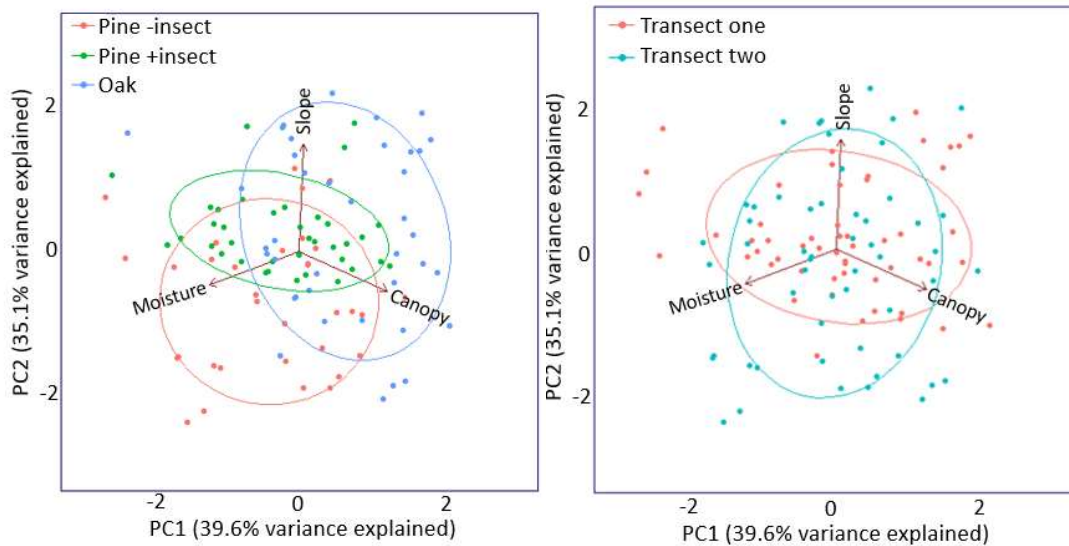 Pine -insect
Pine +insect
Oak
PC2 (35.1% variance explained)
2
0
-2
Slope
Moisture
Canopy
-2
0
2
PC1 (39.6% variance explained)
Transect one
Transect two
PC2 (35.1% variance explained)
2
0
-2
Slope
Moisture
Canopy
-2
0
2
PC1 (39.6% variance explained)